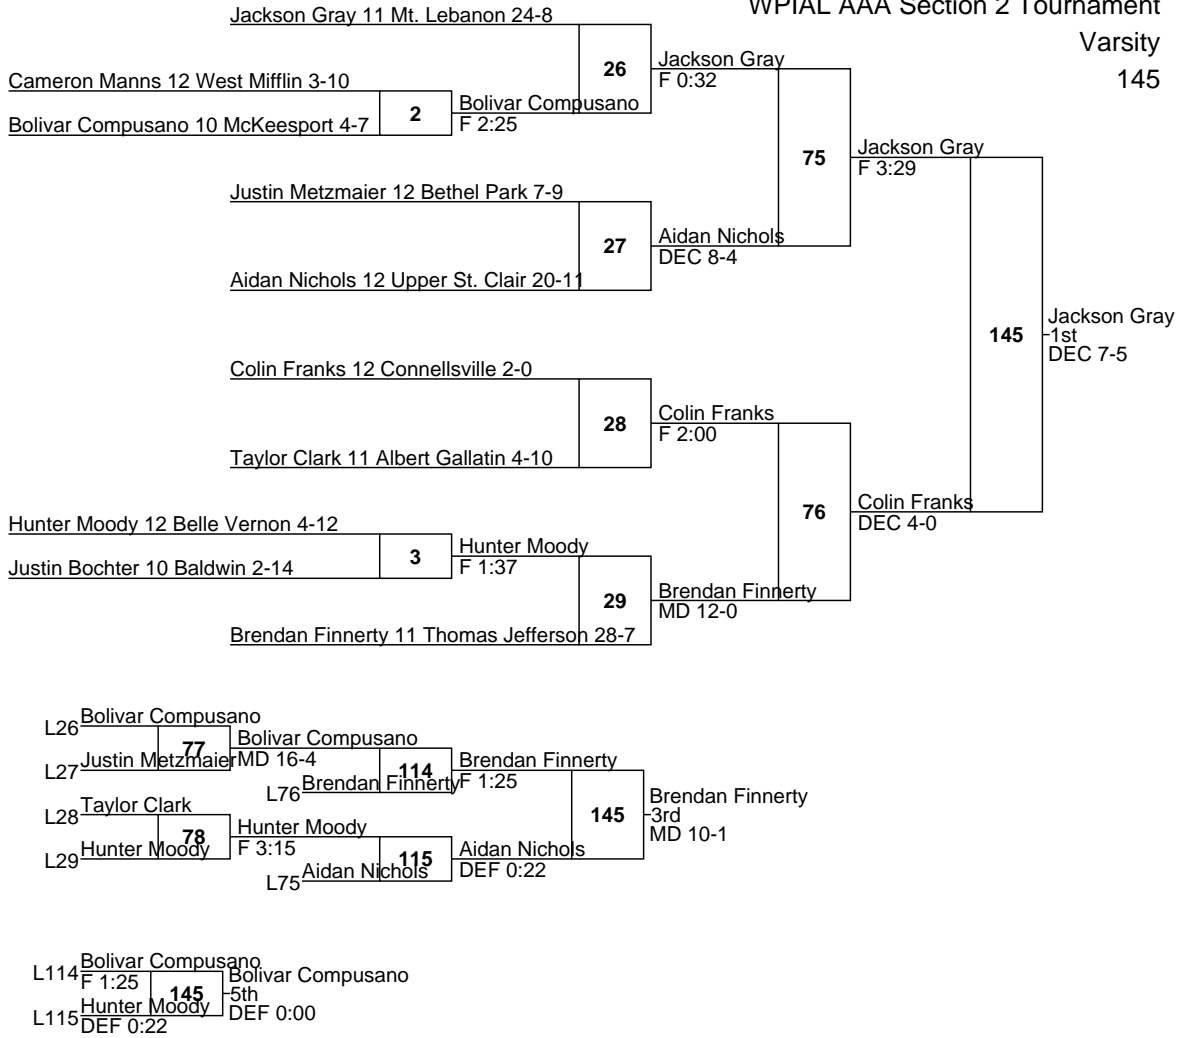 WPIAL AAA Section 2 Tournament
Varsity
145
Jackson Gray 11 Mt. Lebanon 24-8
26
Jackson Gray
F 0:32
Cameron Manns 12 West Mifflin 3-10
2
Bolivar Compusano
F 2:25
Bolivar Compusano 10 McKeesport 4-7
75
Jackson Gray
F 3:29
Justin Metzmaier 12 Bethel Park 7-9
27
Aidan Nichols
DEC 8-4
Aidan Nichols 12 Upper St. Clair 20-11
145
Jackson Gray
1st
DEC 7-5
Colin Franks 12 Connellsville 2-0
28
Colin Franks
F 2:00
Taylor Clark 11 Albert Gallatin 4-10
76
Colin Franks
DEC 4-0
Hunter Moody 12 Belle Vernon 4-12
3
Hunter Moody
F 1:37
Justin Bochter 10 Baldwin 2-14
29
Brendan Finnerty
MD 12-0
Brendan Finnerty 11 Thomas Jefferson 28-7
L26 Bolivar Compusano
77
Bolivar Compusano
MD 16-4
L27 Justin Metzmaier
114
Brendan Finnerty
F 1:25
L76 Brendan Finnerty
L28 Taylor Clark
78
Hunter Moody
F 3:15
L29 Hunter Moody
115
Aidan Nichols
DEF 0:22
L75 Aidan Nichols
145
Brendan Finnerty
3rd
MD 10-1
L114 Bolivar Compusano
F 1:25
145
Bolivar Compusano
5th
DEF 0:00
L115 Hunter Moody
DEF 0:22